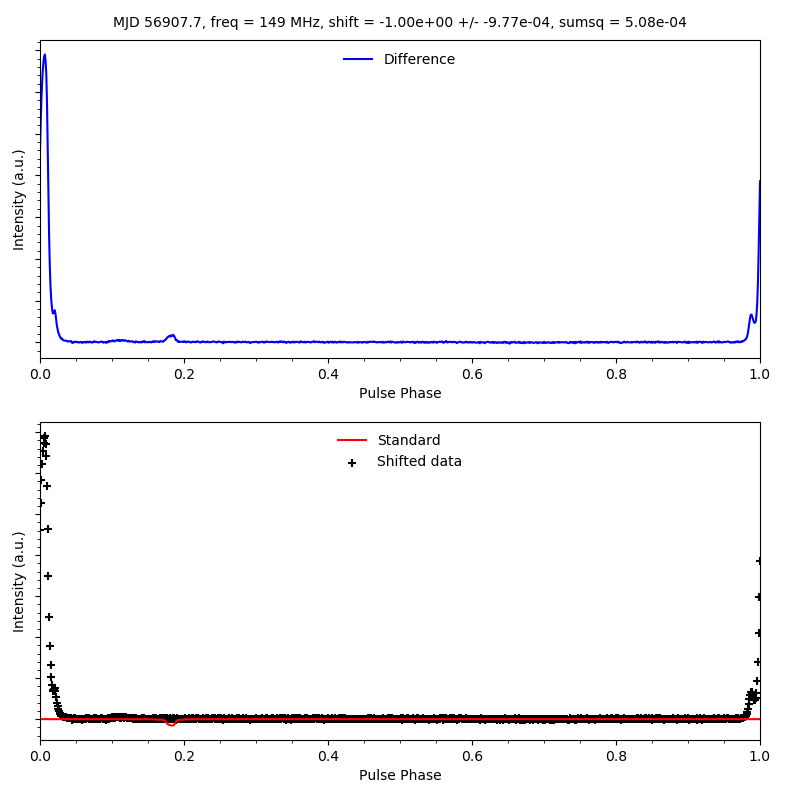 MJD 56907.7, freq = 149 MHz, shift = -1.00e+00 +/- -9.77e-04, sumsq = 5.08e-04
Difference
Intensity (a.u.)
0.0 0.2 0.4 0.6 0.8 1.0
Pulse Phase
Standard
Shifted data
Intensity (a.u.)
0.0 0.2 0.4 0.6 0.8 1.0
Pulse Phase